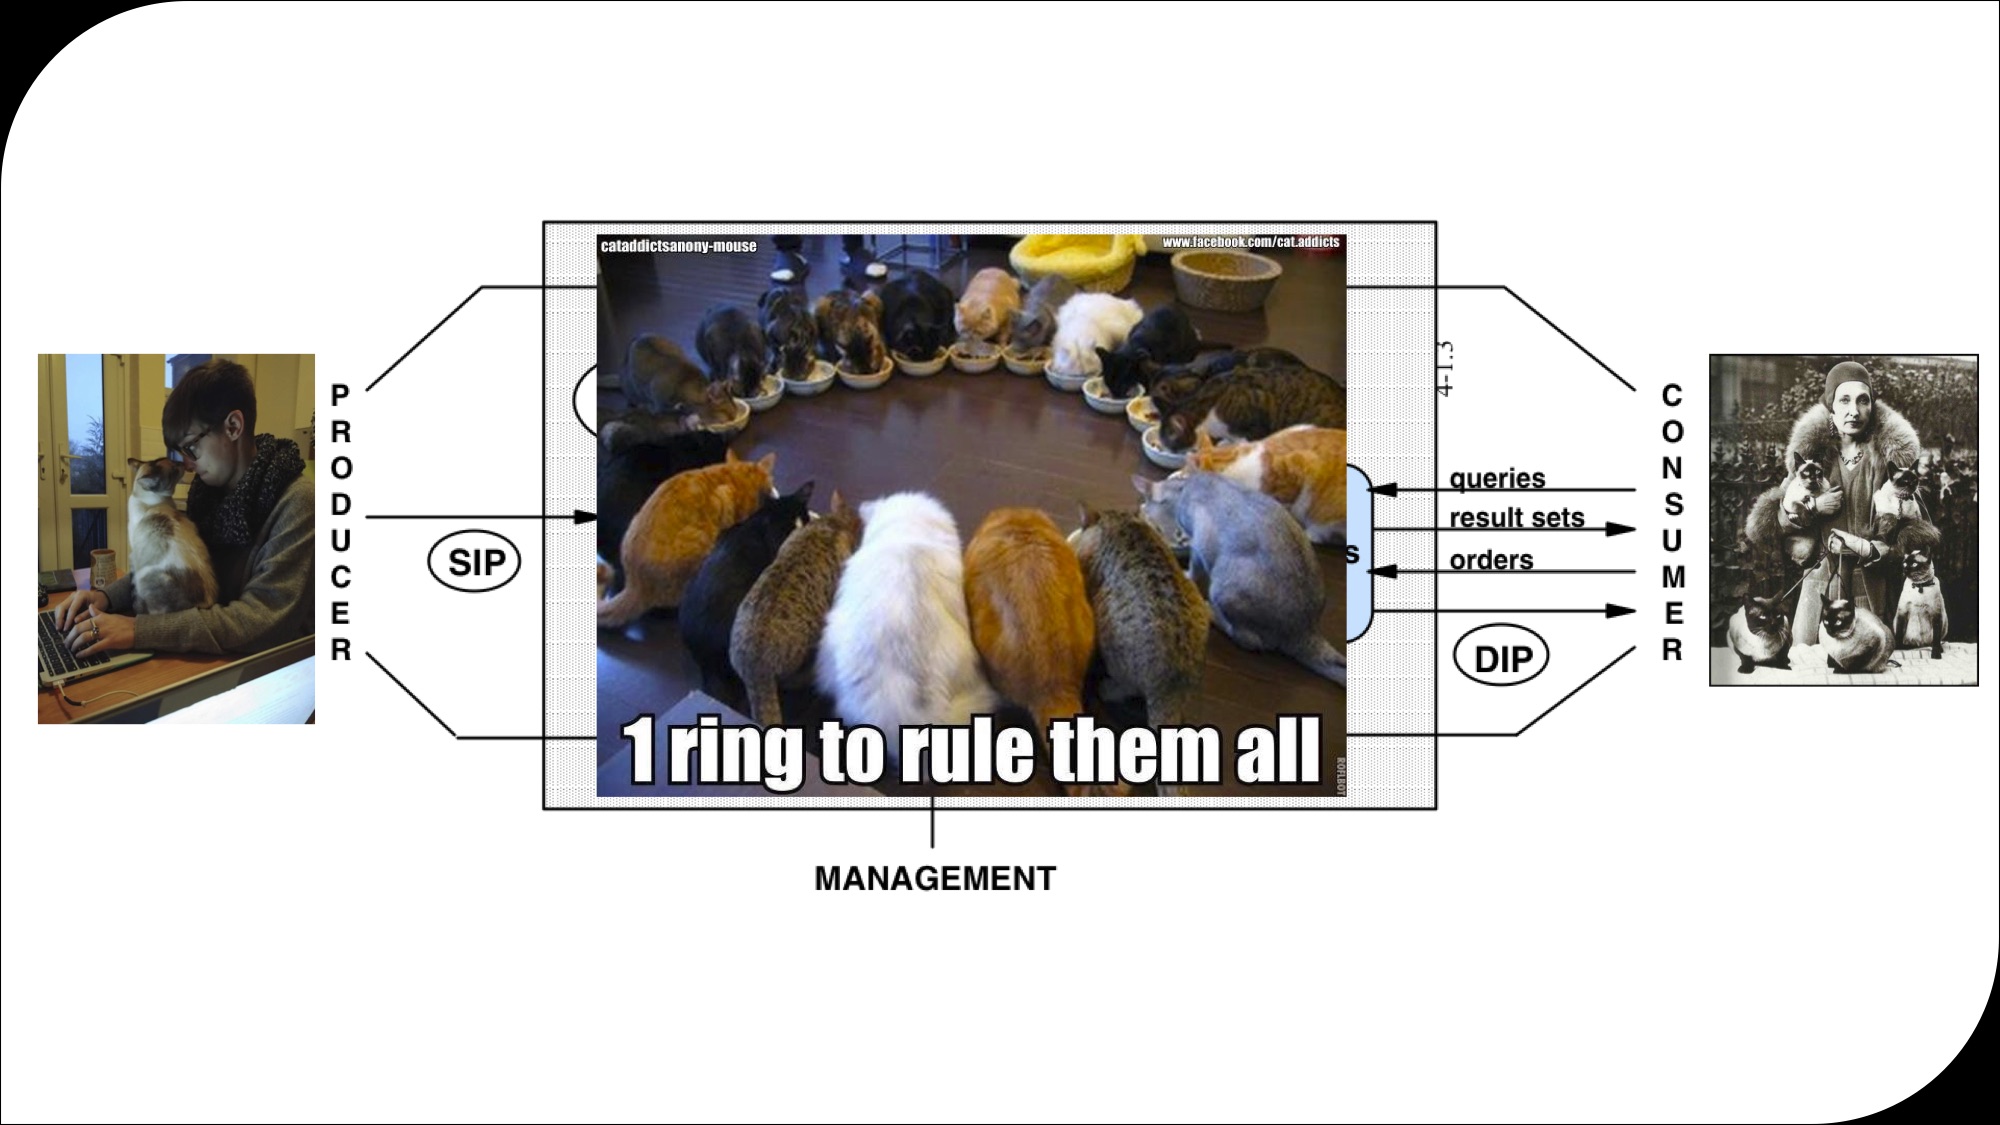 cataddictsanony-mouse
www.facebook.com/cat.addicts
4-1.3
PRODUCER
SIP
queries
result sets
s
orders
DIP
CONSUMER
1 ring to rule them all
ROFLBOT
MANAGEMENT